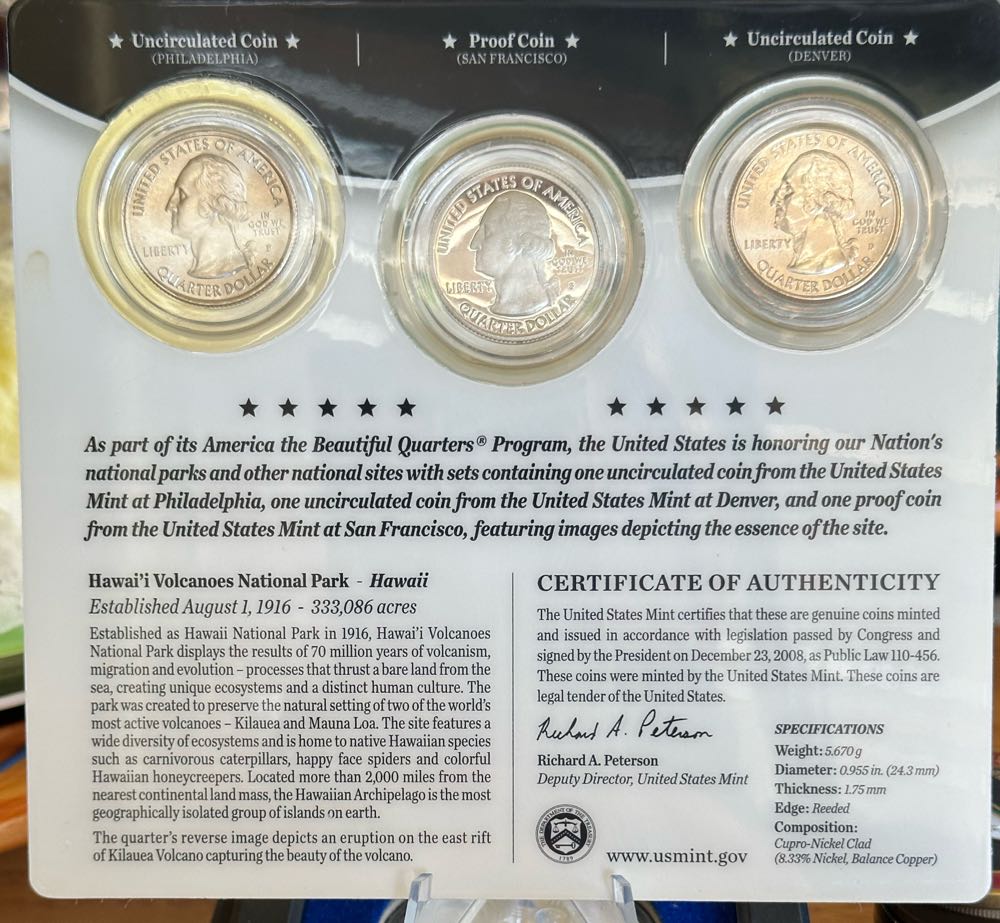 ★ Uncirculated Coin ★
(PHILADELPHIA)
★ Proof Coin ★
(SAN FRANCISCO)
★ Uncirculated Coin ★
(DENVER)
UNITED STATES OF AMERICA
IN
GOD WE
TRUST
LIBERTY
P
QUARTER DOLLAR
UNITED STATES OF AMERICA
IN
GOD WE
TRUST
LIBERTY
S
QUARTER DOLLAR
UNITED STATES OF AMERICA
IN
GOD WE
TRUST
LIBERTY
D
QUARTER DOLLAR
★ ★ ★ ★ ★ ★ ★ ★ ★ ★
As part of its America the Beautiful Quarters® Program, the United States is honoring our Nation's
national parks and other national sites with sets containing one uncirculated coin from the United States
Mint at Philadelphia, one uncirculated coin from the United States Mint at Denver, and one proof coin
from the United States Mint at San Francisco, featuring images depicting the essence of the site.
Hawai'i Volcanoes National Park - Hawaii
Established August 1, 1916 - 333,086 acres
Established as Hawaii National Park in 1916, Hawai'i Volcanoes
National Park displays the results of 70 million years of volcanism,
migration and evolution – processes that thrust a bare land from the
sea, creating unique ecosystems and a distinct human culture. The
park was created to preserve the natural setting of two of the world's
most active volcanoes – Kilauea and Mauna Loa. The site features a
wide diversity of ecosystems and is home to native Hawaiian species
such as carnivorous caterpillars, happy face spiders and colorful
Hawaiian honeycreepers. Located more than 2,000 miles from the
nearest continental land mass, the Hawaiian Archipelago is the most
geographically isolated group of islands on earth.
The quarter's reverse image depicts an eruption on the east rift
of Kilauea Volcano capturing the beauty of the volcano.
CERTIFICATE OF AUTHENTICITY
The United States Mint certifies that these are genuine coins minted
and issued in accordance with legislation passed by Congress and
signed by the President on December 23, 2008, as Public Law 110-456.
These coins were minted by the United States Mint. These coins are
legal tender of the United States.
Richard A. Peterson
Richard A. Peterson
Deputy Director, United States Mint
THE DEPARTMENT OF THE TREASURY
1789
www.usmint.gov
SPECIFICATIONS
Weight: 5.670 g
Diameter: 0.955 in. (24.3 mm)
Thickness: 1.75 mm
Edge: Reeded
Composition:
Cupro-Nickel Clad
(8.33% Nickel, Balance Copper)